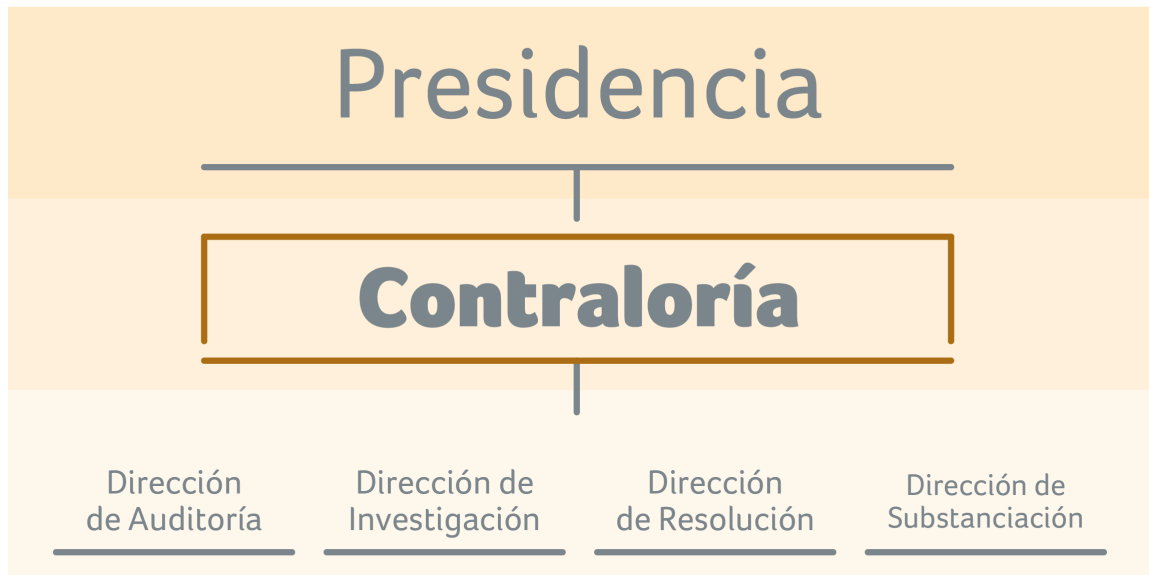 Presidencia
Contraloría
Dirección
de Auditoría
Dirección de
Investigación
Dirección
de Resolución
Dirección de
Substanciación